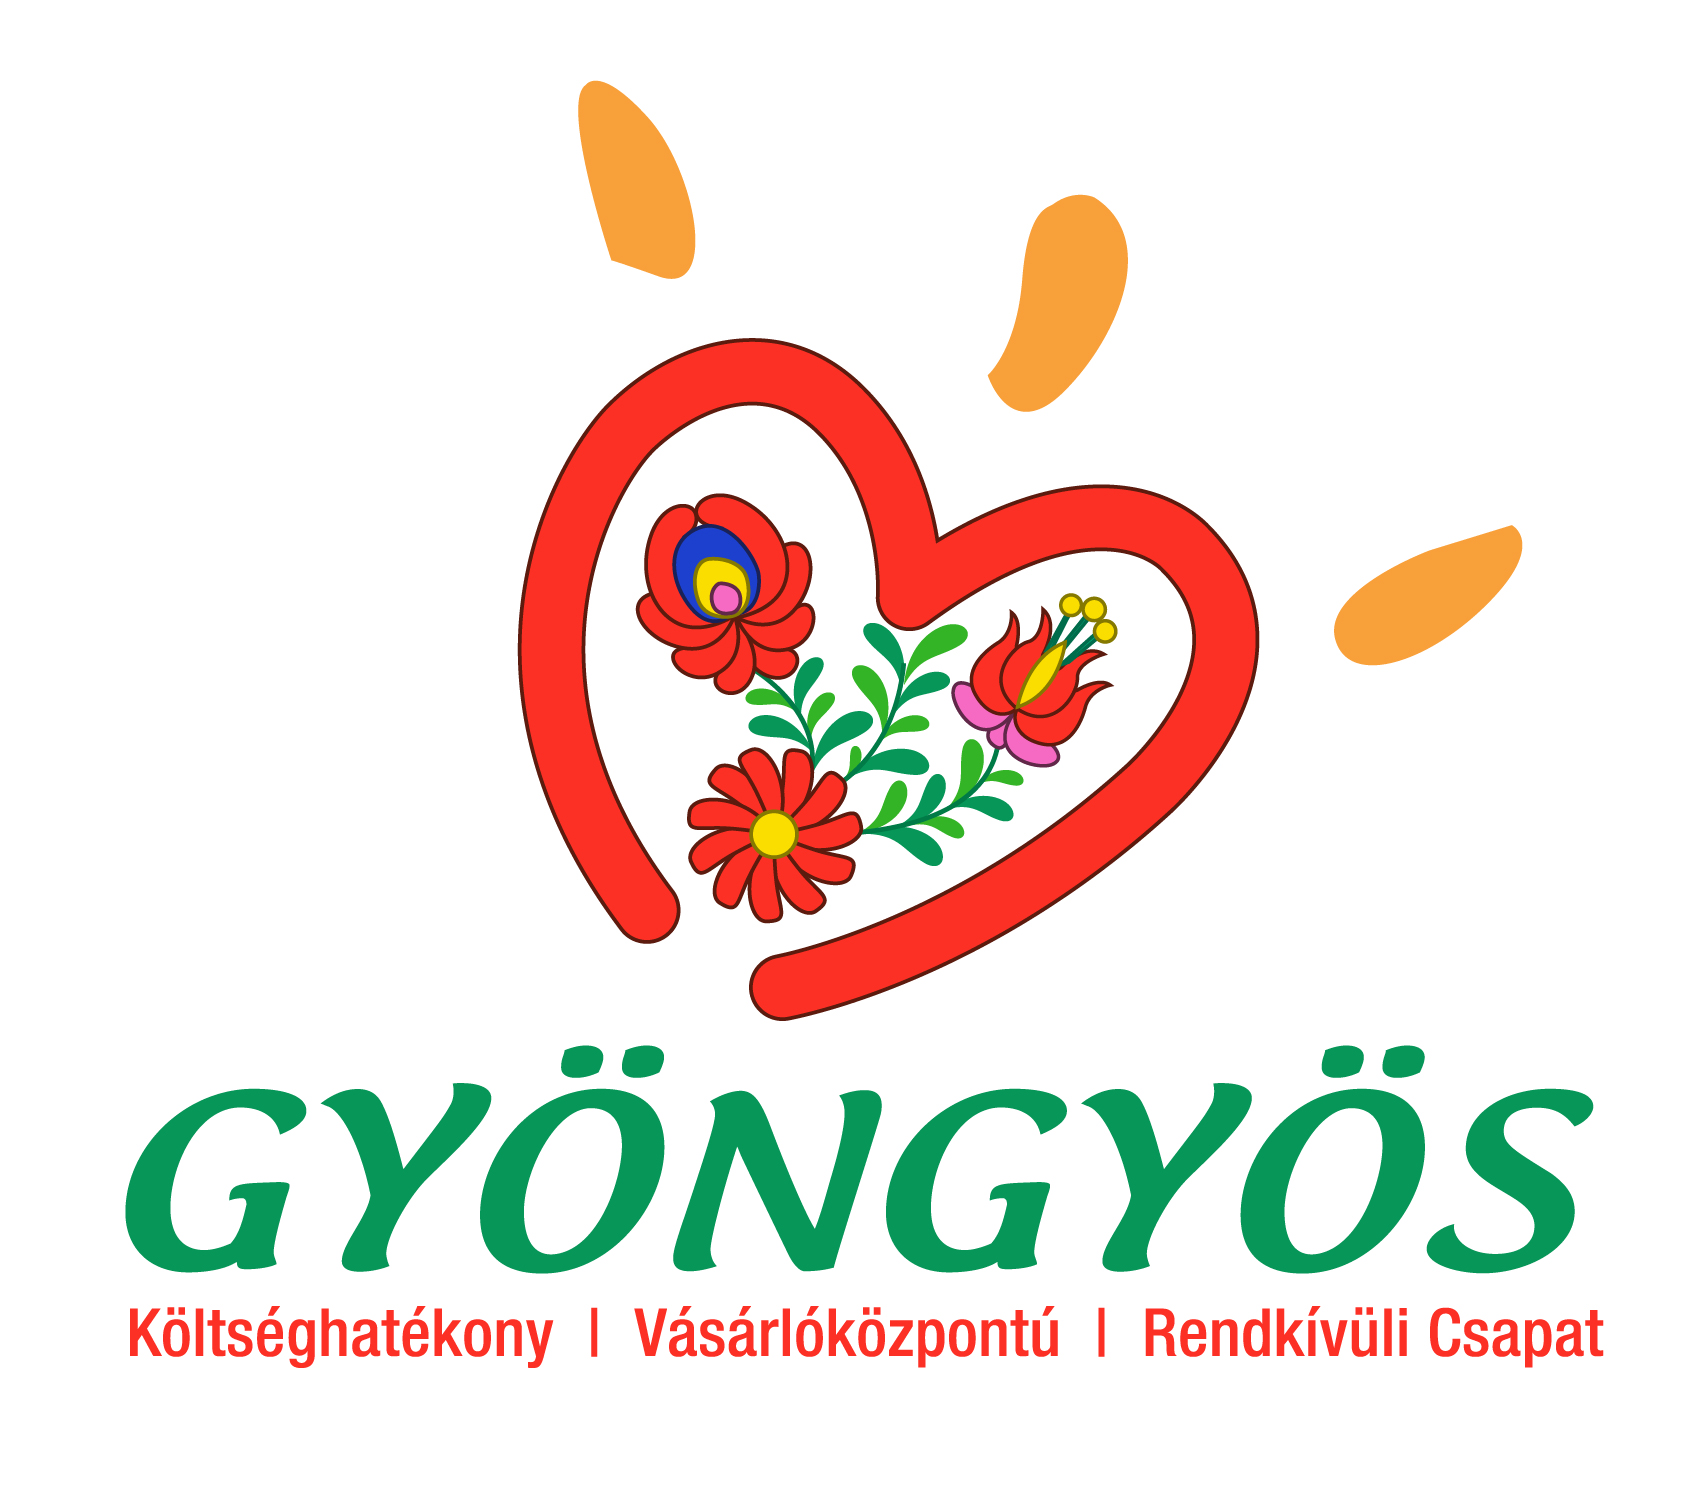 GYÖNGYÖS
Költséghatékony | Vásárlóközpontú | Rendkívüli Csapat